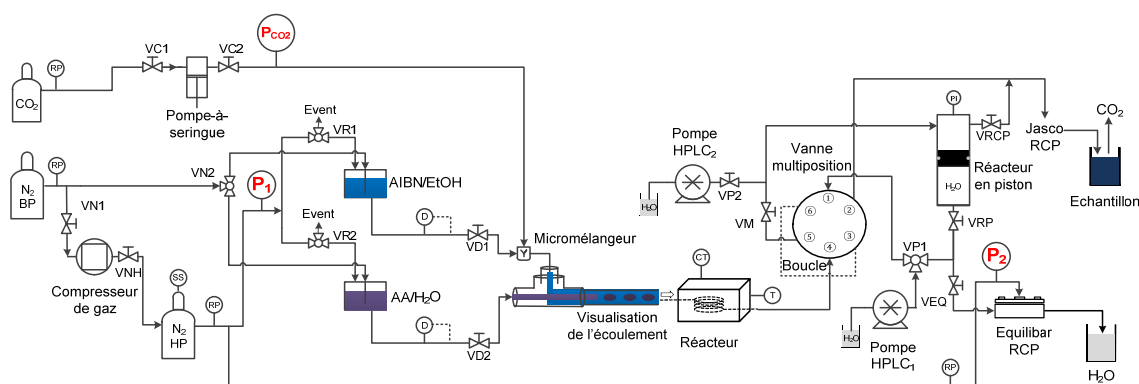 VC1
VC2
PCO2
RP
CO2
Pompe-à-
seringue
Event
VR1
RP
N2
BP
VN2
P1
AIBN/EtOH
VN1
Event
VR2
D
VD1
Micromélangeur
Y
VNH
Compresseur
de gaz
SS
RP
N2
HP
AA/H2O
D
VD2
Visualisation
de l'écoulement
CT
T
Réacteur
Pompe
HPLC2
H2O
VP2
VM
Vanne
multiposition
1
2
3
4
5
6
Boucle
PI
VRCP
Réacteur
en piston
H2O
VRP
Jasco
RCP
CO2
Echantillon
VP1
Pompe
HPLC1
H2O
VEQ
P2
Equilibar
RCP
RP
H2O